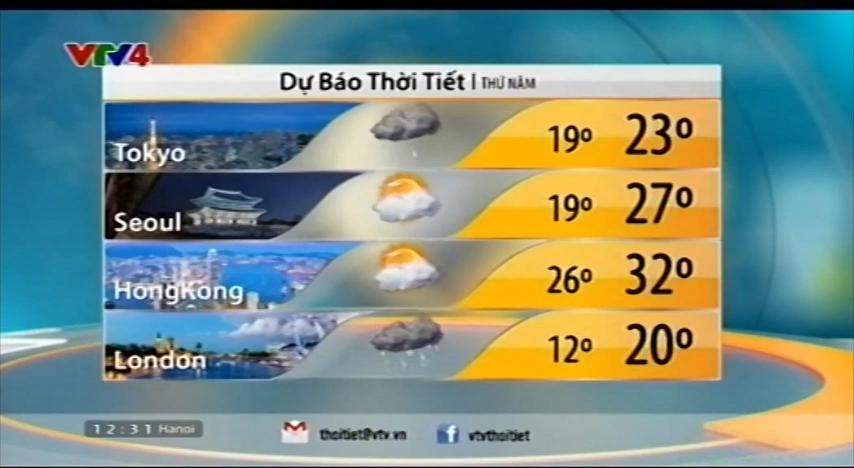 VTV4
Dự Báo Thời Tiết | THỨ NĂM
Tokyo 19º 23º
Seoul 19º 27º
HongKong 26º 32º
London 12º 20º
12:31 Hanoi thoitiet@vtv.vn vtvthoitiet